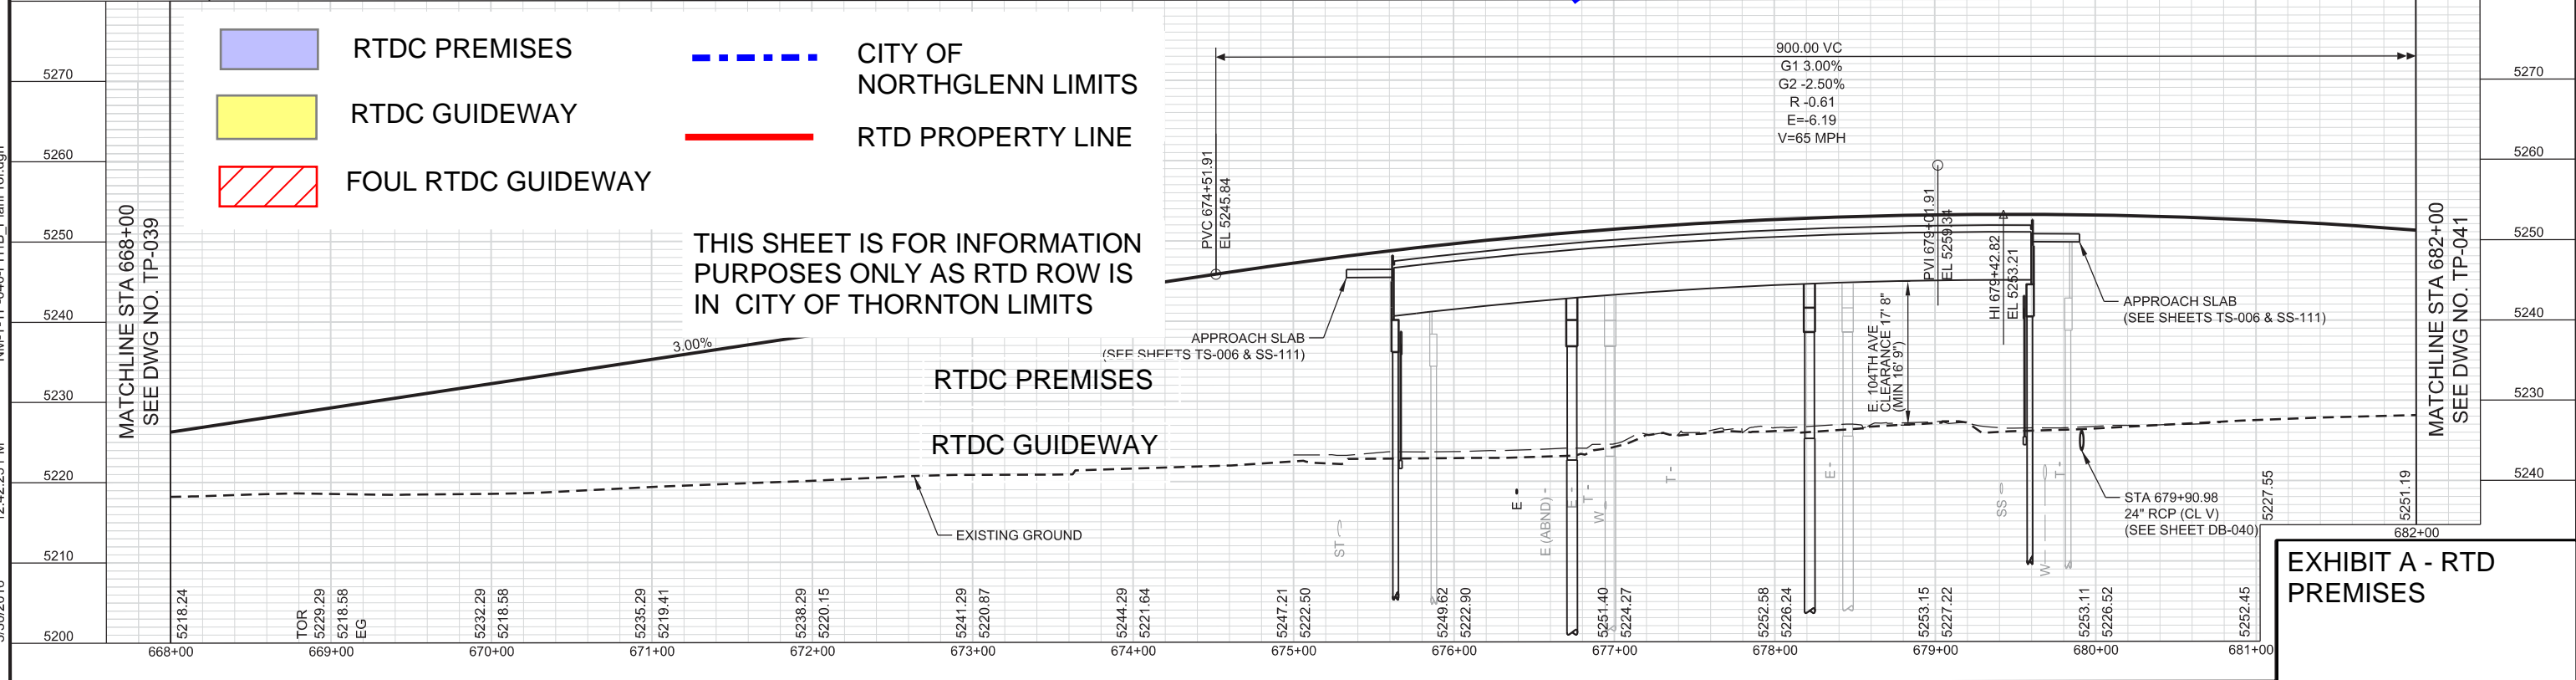 RTDC PREMISES
RTDC GUIDEWAY
FOUL RTDC GUIDEWAY
CITY OF
NORTHGLENN LIMITS
RTD PROPERTY LINE
THIS SHEET IS FOR INFORMATION
PURPOSES ONLY AS RTD ROW IS
IN CITY OF THORNTON LIMITS
RTDC PREMISES
RTDC GUIDEWAY
5270
5260
5250
5240
5230
5220
5210
5200
MATCHLINE STA 668+00
SEE DWG NO. TP-039
3.00%
EXISTING GROUND
PVC 674+51.91
EL 5245.84
900.00 VC
G1 3.00%
G2 -2.50%
R -0.61
E=-6.19
V=65 MPH
APPROACH SLAB
(SEE SHEETS TS-006 & SS-111)
PVI 679+01.91
EL 5259.34
HI 679+42.82
EL 5253.21
E. 104TH AVE
CLEARANCE 17' 8"
(MIN 16' 9")
APPROACH SLAB
(SEE SHEETS TS-006 & SS-111)
STA 679+90.98
24" RCP (CL V)
(SEE SHEET DB-040)
ST
E
E (ABND) -
E -
T -
W
T -
E -
SS
W
T -
MATCHLINE STA 682+00
SEE DWG NO. TP-041
5270
5260
5250
5240
5230
5240
5218.24
TOR
5229.29
5218.58
EG
5232.29
5218.58
5235.29
5219.41
5238.29
5220.15
5241.29
5220.87
5244.29
5221.64
5247.21
5222.50
5249.62
5222.90
5251.40
5224.27
5252.58
5226.24
5253.15
5227.22
5253.11
5226.52
5252.45
5227.55
5251.19
668+00
669+00
670+00
671+00
672+00
673+00
674+00
675+00
676+00
677+00
678+00
679+00
680+00
681+00
682+00
EXHIBIT A - RTD
PREMISES